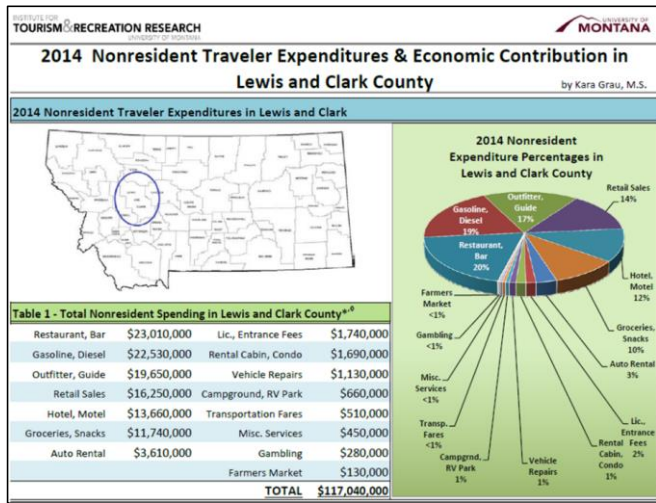 INSTITUTE FOR
TOURISM & RECREATION RESEARCH
UNIVERSITY OF MONTANA
UNIVERSITY OF
MONTANA
2014 Nonresident Traveler Expenditures & Economic Contribution in
Lewis and Clark County
by Kara Grau, M.S.
2014 Nonresident Traveler Expenditures in Lewis and Clark
2014 Nonresident
Expenditure Percentages in
Lewis and Clark County
Outfitter,
Guide
17%
Retail Sales
14%
Gasoline,
Diesel
19%
Restaurant,
Bar
20%
Hotel,
Motel
12%
Groceries,
Snacks
10%
Auto Rental
3%
Lic.,
Entrance
Fees
2%
Rental
Cabin,
Condo
1%
Vehicle
Repairs
1%
Campgrnd,
RV Park
1%
Transp.
Fares
<1%
Misc.
Services
<1%
Gambling
<1%
Farmers
Market
<1%
Table 1 - Total Nonresident Spending in Lewis and Clark County
Restaurant, Bar $23,010,000 Lic., Entrance Fees $1,740,000
Gasoline, Diesel $22,530,000 Rental Cabin, Condo $1,690,000
Outfitter, Guide $19,650,000 Vehicle Repairs $1,130,000
Retail Sales $16,250,000 Campground, RV Park $660,000
Hotel, Motel $13,660,000 Transportation Fares $510,000
Groceries, Snacks $11,740,000 Misc. Services $450,000
Auto Rental $3,610,000 Gambling $280,000
Farmers Market $130,000
TOTAL $117,040,000